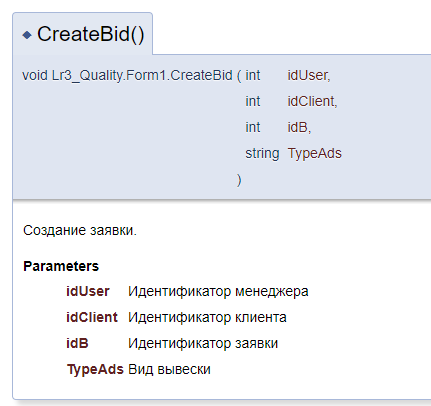 ◆ CreateBid()
void Lr3_Quality.Form1.CreateBid ( int idUser,
int idClient,
int idB,
string TypeAds
)
Создание заявки.
Parameters
idUser Идентификатор менеджера
idClient Идентификатор клиента
idB Идентификатор заявки
TypeAds Вид вывески